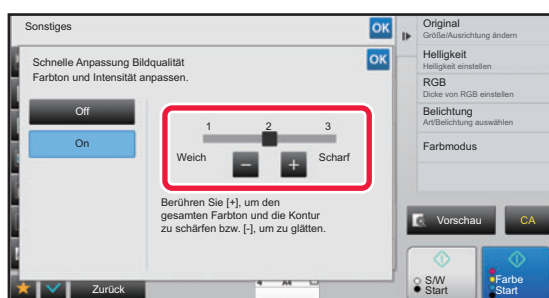 Sonstiges
OK
Schnelle Anpassung Bildqualität
Farbton und Intensität anpassen.
OK
Off
On
1 2 3
Weich - + Scharf
Berühren Sie [+], um den
gesamten Farbton und die Kontur
zu schärfen bzw. [-], um zu glätten.
Zurück
Original
Größe/Ausrichtung ändern
Helligkeit
Helligkeit einstellen
RGB
Dicke von RGB einstellen
Belichtung
Art/Belichtung auswählen
Farbmodus
Vorschau
CA
S/W
Start
Farbe
Start